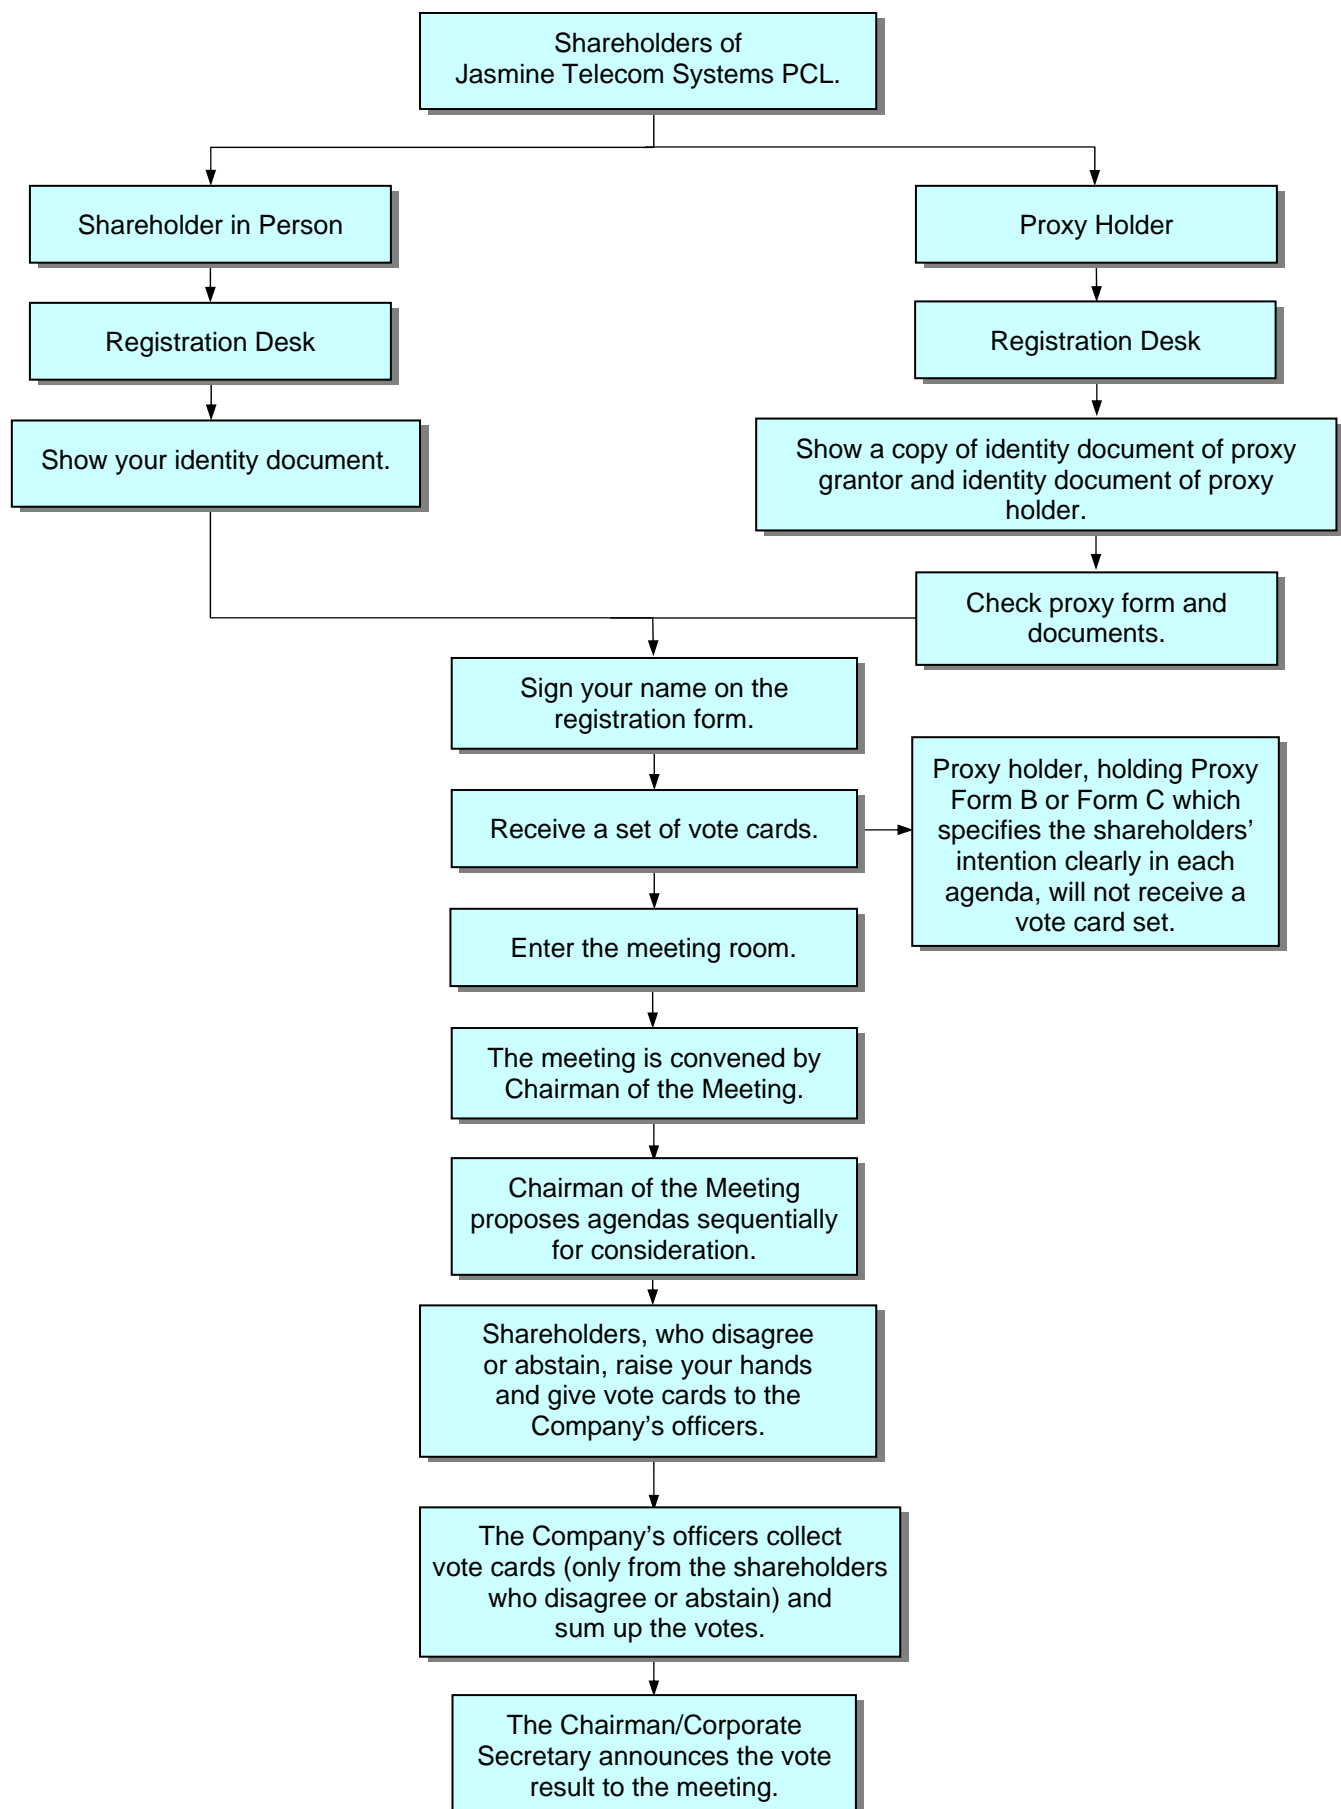 Shareholders of
Jasmine Telecom Systems PCL.
Shareholder in Person
Proxy Holder
Registration Desk
Registration Desk
Show your identity document.
Show a copy of identity document of proxy
grantor and identity document of proxy
holder.
Check proxy form and
documents.
Sign your name on the
registration form.
Receive a set of vote cards.
Proxy holder, holding Proxy
Form B or Form C which
specifies the shareholders’
intention clearly in each
agenda, will not receive a
vote card set.
Enter the meeting room.
The meeting is convened by
Chairman of the Meeting.
Chairman of the Meeting
proposes agendas sequentially
for consideration.
Shareholders, who disagree
or abstain, raise your hands
and give vote cards to the
Company’s officers.
The Company’s officers collect
vote cards (only from the shareholders
who disagree or abstain) and
sum up the votes.
The Chairman/Corporate
Secretary announces the vote
result to the meeting.